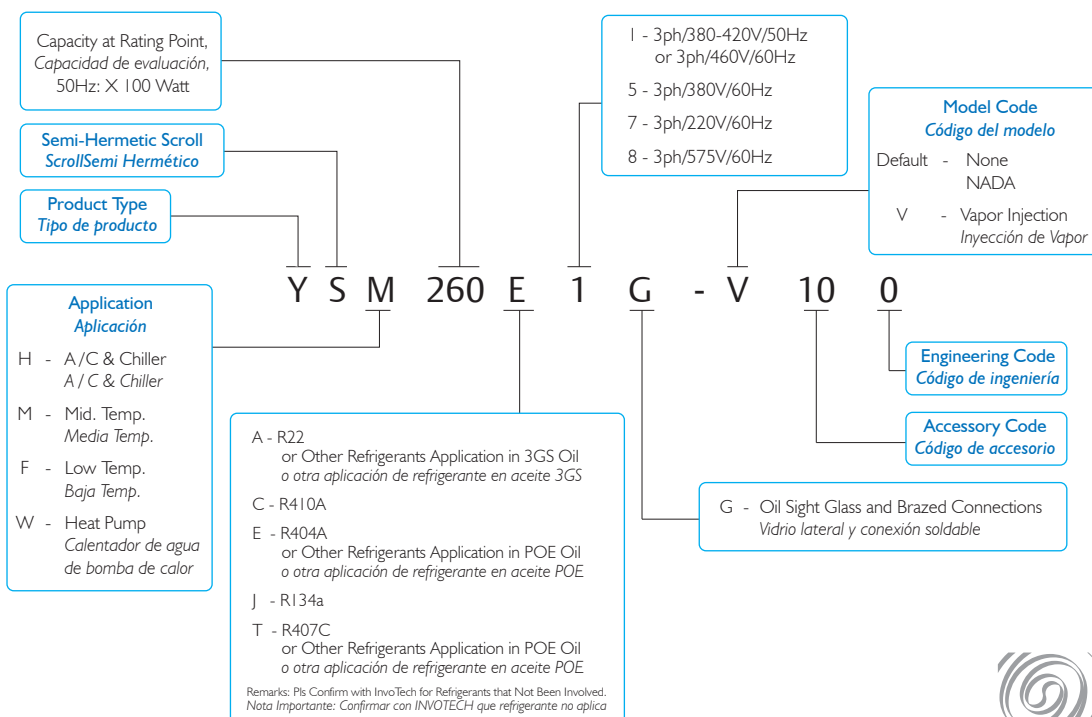 Capacity at Rating Point,
Capacidad de evaluación,
50Hz: X 100 Watt
Semi-Hermetic Scroll
ScrollSemi Hermético
Product Type
Tipo de producto
1 - 3ph/380-420V/50Hz
or 3ph/460V/60Hz
5 - 3ph/380V/60Hz
7 - 3ph/220V/60Hz
8 - 3ph/575V/60Hz
Model Code
Código del modelo
Default - None
NADA
V - Vapor Injection
Inyección de Vapor
Y S M 260 E 1 G - V 10 0
Application
Aplicación
H - A/C & Chiller
A / C & Chiller
M - Mid. Temp.
Media Temp.
F - Low Temp.
Baja Temp.
W - Heat Pump
Calentador de agua
de bomba de calor
A - R22
or Other Refrigerants Application in 3GS Oil
o otra aplicación de refrigerante en aceite 3GS
C - R410A
E - R404A
or Other Refrigerants Application in POE Oil
o otra aplicación de refrigerante en aceite POE
J - R134a
T - R407C
or Other Refrigerants Application in POE Oil
o otra aplicación de refrigerante en aceite POE
Remarks: Pls Confirm with InvoTech for Refrigerants that Not Been Involved.
Nota Importante: Confirmar con INVOTECH que refrigerante no aplica
Engineering Code
Código de ingeniería
Accessory Code
Código de accesorio
G - Oil Sight Glass and Brazed Connections
Vidrio lateral y conexión soldable